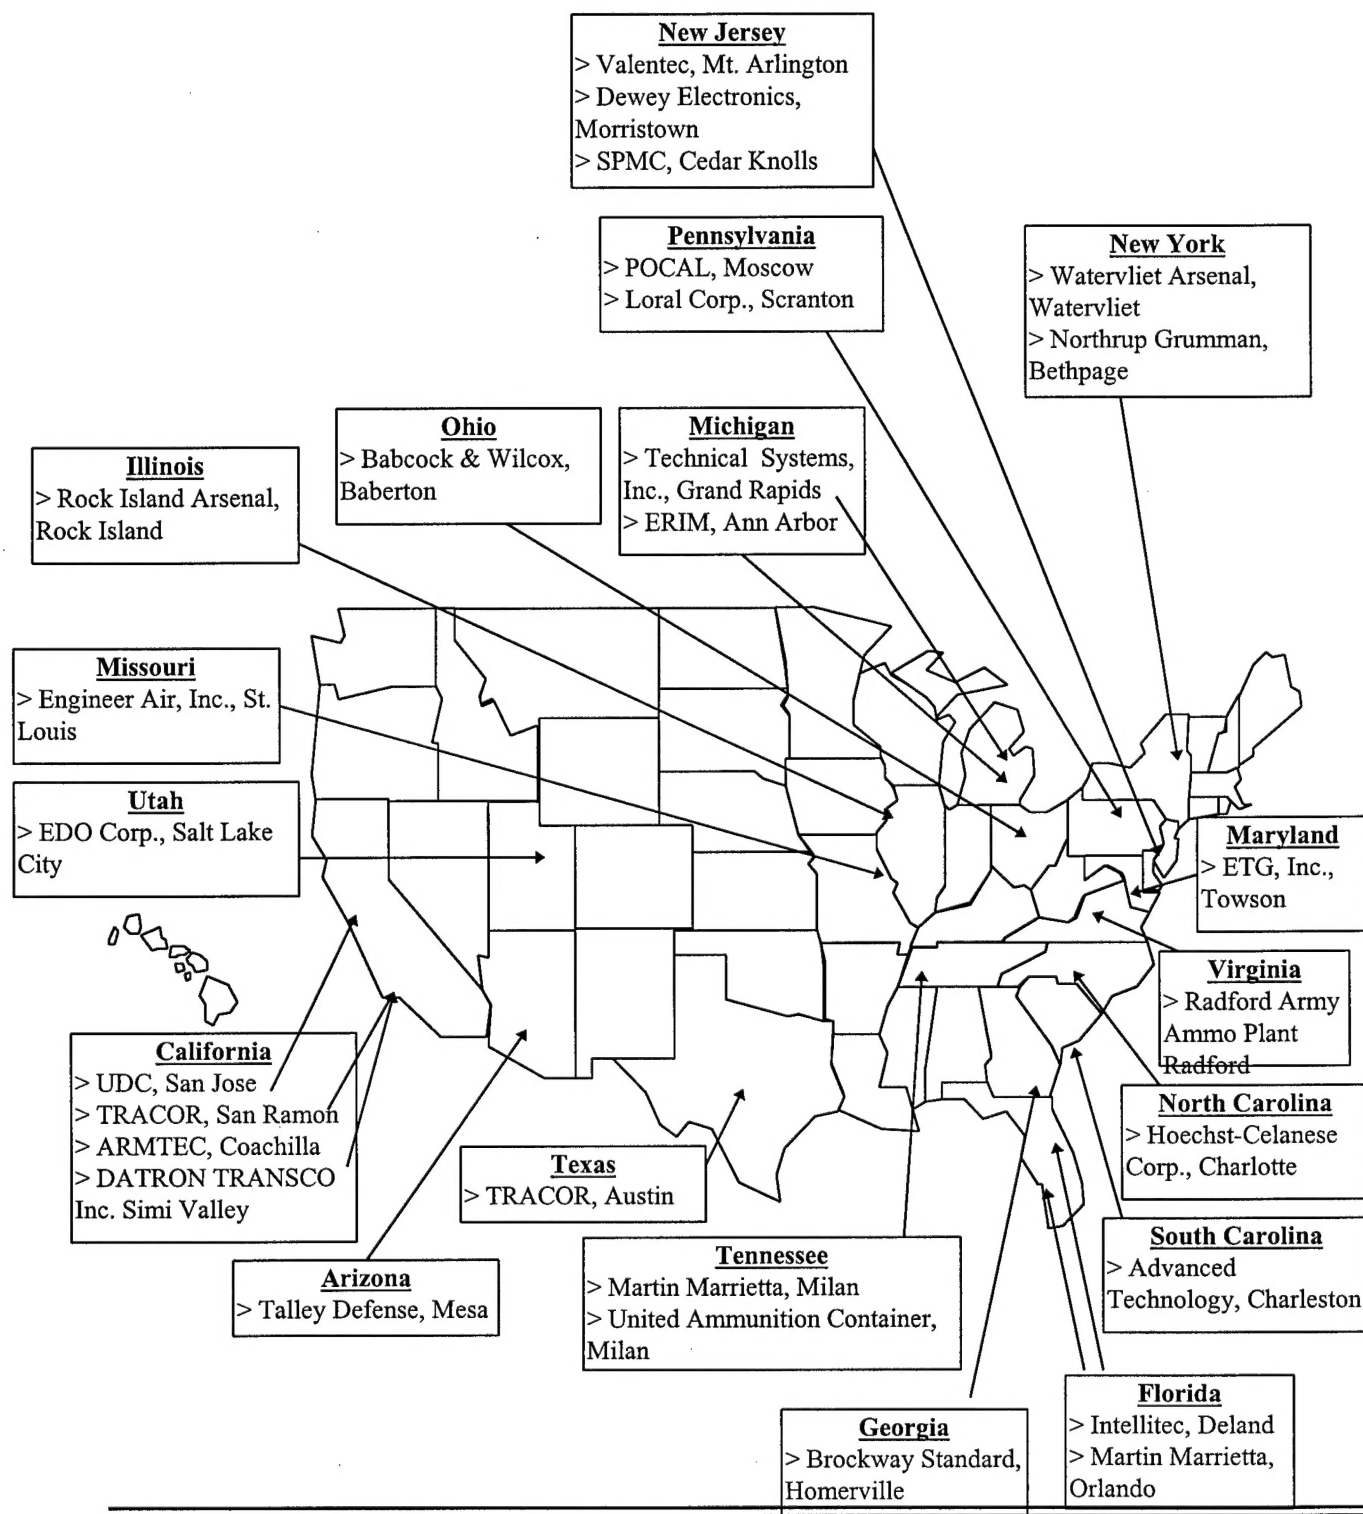 New Jersey
> Valentec, Mt. Arlington
> Dewey Electronics,
Morristown
> SPMC, Cedar Knolls
Pennsylvania
> POCAL, Moscow
> Loral Corp., Scranton
New York
> Watervliet Arsenal,
Watervliet
> Northrup Grumman,
Bethpage
Ohio
> Babcock & Wilcox,
Baberton
Michigan
> Technical Systems,
Inc., Grand Rapids
> ERIM, Ann Arbor
Illinois
> Rock Island Arsenal,
Rock Island
Missouri
> Engineer Air, Inc., St.
Louis
Utah
> EDO Corp., Salt Lake
City
Maryland
> ETG, Inc.,
Towson
Virginia
> Radford Army
Ammo Plant
Radford
California
> UDC, San Jose
> TRACOR, San Ramon
> ARMTEC, Coachilla
> DATRON TRANSCO
Inc. Simi Valley
North Carolina
> Hoechst-Celanese
Corp., Charlotte
Texas
> TRACOR, Austin
South Carolina
> Advanced
Technology, Charleston
Tennessee
> Martin Marrietta, Milan
> United Ammunition Container,
Milan
Arizona
> Talley Defense, Mesa
Florida
> Intellitec, Deland
> Martin Marrietta,
Orlando
Georgia
> Brockway Standard,
Homerville